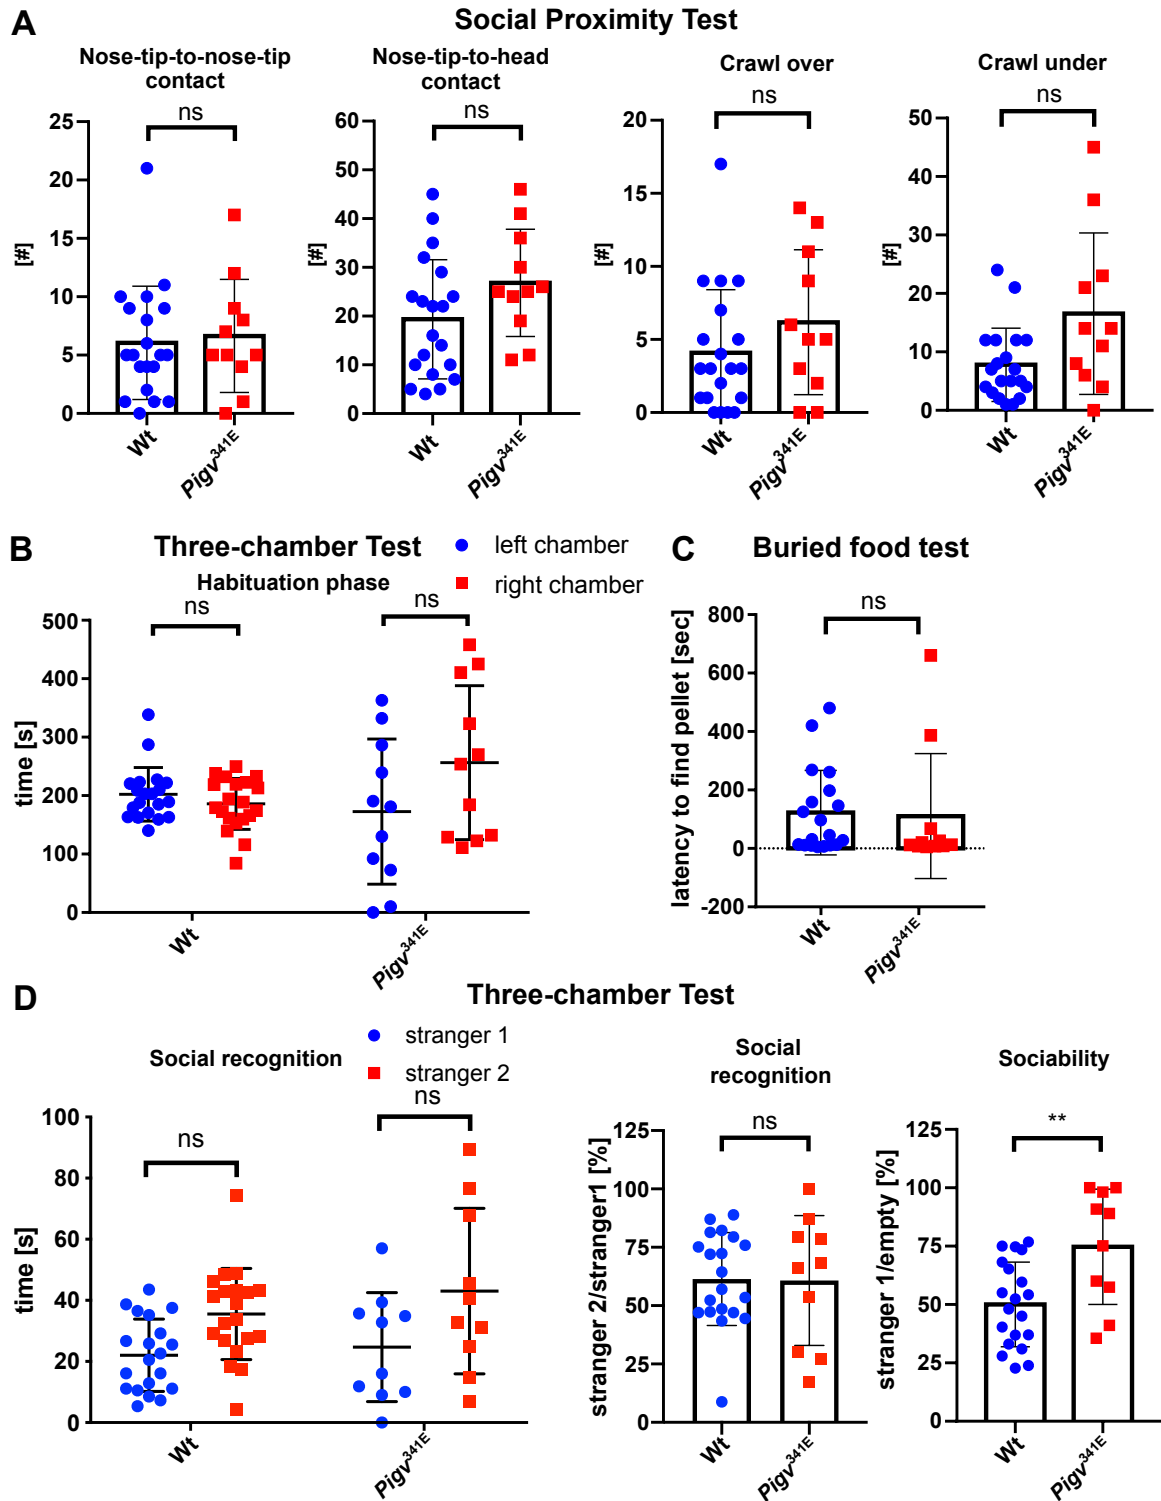 A
Social Proximity Test
Nose-tip-to-nose-tip
contact
Nose-tip-to-head
contact
Crawl over
Crawl under
ns
ns
ns
ns
25
20
15
10
5
0
[#]
Wt
Pigv341E
60
50
40
30
20
10
0
[#]
Wt
Pigv341E
20
15
10
5
0
[#]
Wt
Pigv341E
50
40
30
20
10
0
[#]
Wt
Pigv341E
B
Three-chamber Test
Habituation phase
left chamber
right chamber
ns
ns
500
400
300
200
100
0
time [s]
Wt
Pigv341E
C
Buried food test
ns
800
600
400
200
0
-200
latency to find pellet [sec]
Wt
Pigv341E
D
Three-chamber Test
Social recognition
stranger 1
stranger 2
ns
ns
100
80
60
40
20
0
time [s]
Wt
Pigv341E
Social
recognition
ns
125
100
75
50
25
0
stranger 2/stranger1 [%]
Wt
Pigv341E
Sociability
**
125
100
75
50
25
0
stranger 1/empty [%]
Wt
Pigv341E